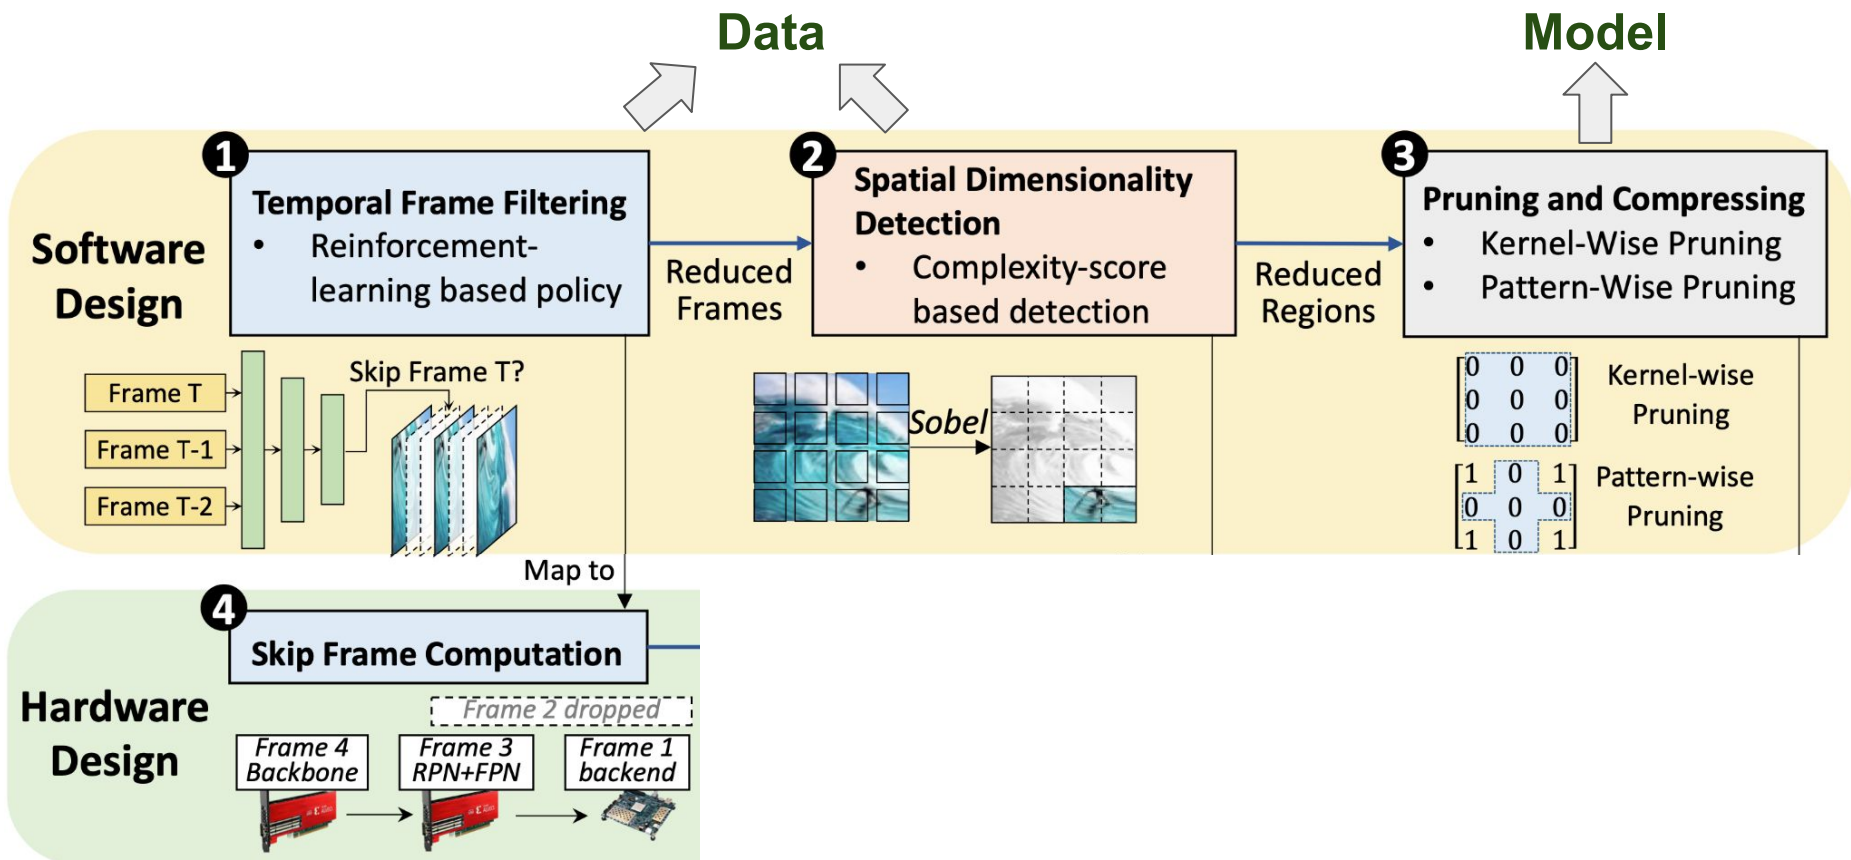 Data
Model
1
Temporal Frame Filtering
• Reinforcement-
learning based policy
Reduced
Frames
2
Spatial Dimensionality
Detection
• Complexity-score
based detection
Reduced
Regions
3
Pruning and Compressing
• Kernel-Wise Pruning
• Pattern-Wise Pruning
Software
Design
Frame T
Frame T-1
Frame T-2
Skip Frame T?
Sobel
0 0 0
0 0 0
0 0 0
Kernel-wise
Pruning
1 0 1
0 0 0
1 0 1
Pattern-wise
Pruning
Map to
4
Skip Frame Computation
Hardware
Design
Frame 2 dropped
Frame 4
Backbone
Frame 3
RPN+FPN
Frame 1
backend